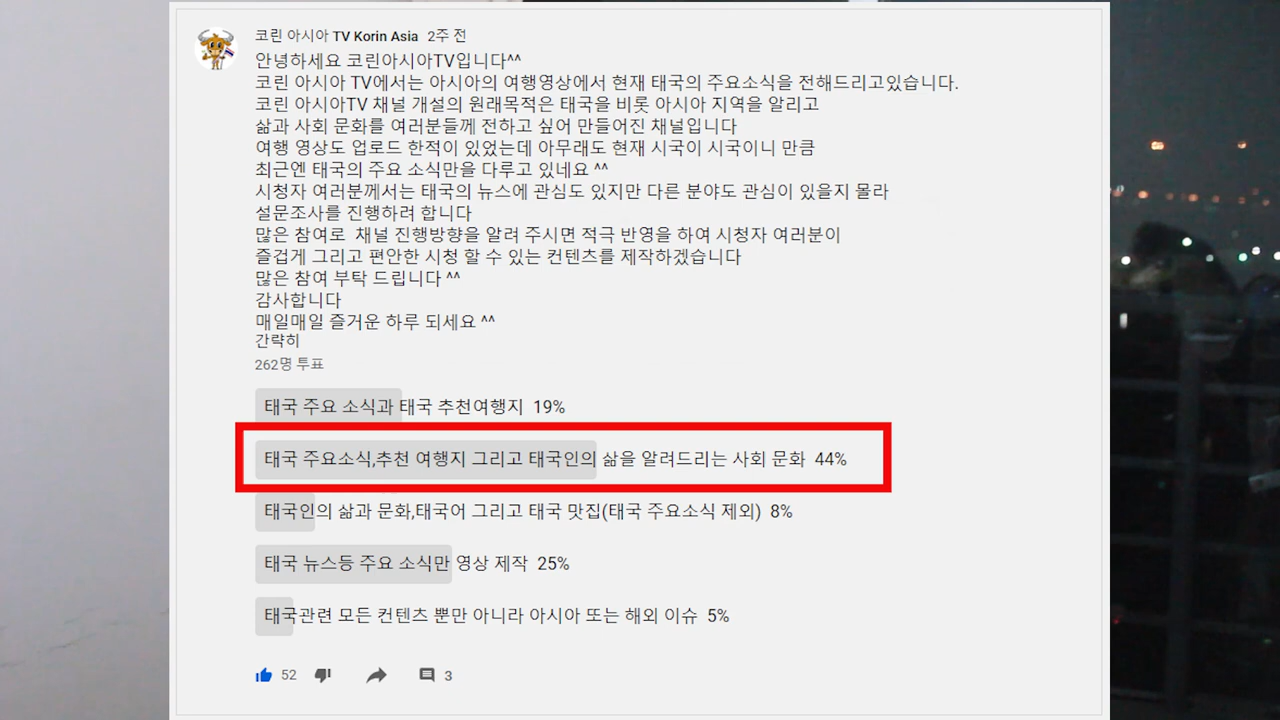 코린 아시아 TV Korin Asia 2주 전
안녕하세요 코린아시아TV입니다^^
코린 아시아 TV에서는 아시아의 여행영상에서 현재 태국의 주요소식을 전해드리고있습니다.
코린 아시아TV 채널 개설의 원래목적은 태국을 비롯 아시아 지역을 알리고
삶과 사회 문화를 여러분들께 전하고 싶어 만들어진 채널입니다
여행 영상도 업로드 한적이 있었는데 아무래도 현재 시국이 시국이니 만큼
최근엔 태국의 주요 소식만을 다루고 있네요 ^^
시청자 여러분께서는 태국의 뉴스에 관심도 있지만 다른 분야도 관심이 있을지 몰라
설문조사를 진행하려 합니다
많은 참여로 채널 진행방향을 알려 주시면 적극 반영을 하여 시청자 여러분이
즐겁게 그리고 편안한 시청 할 수 있는 컨텐츠를 제작하겠습니다
많은 참여 부탁 드립니다 ^^
감사합니다
매일매일 즐거운 하루 되세요 ^^
간략히
262명 투표
태국 주요 소식과 태국 추천여행지 19%
태국 주요소식,추천 여행지 그리고 태국인의 삶을 알려드리는 사회 문화 44%
태국인의 삶과 문화,태국어 그리고 태국 맛집(태국 주요소식 제외) 8%
태국 뉴스등 주요 소식만 영상 제작 25%
태국관련 모든 컨텐츠 뿐만 아니라 아시아 또는 해외 이슈 5%
52 3